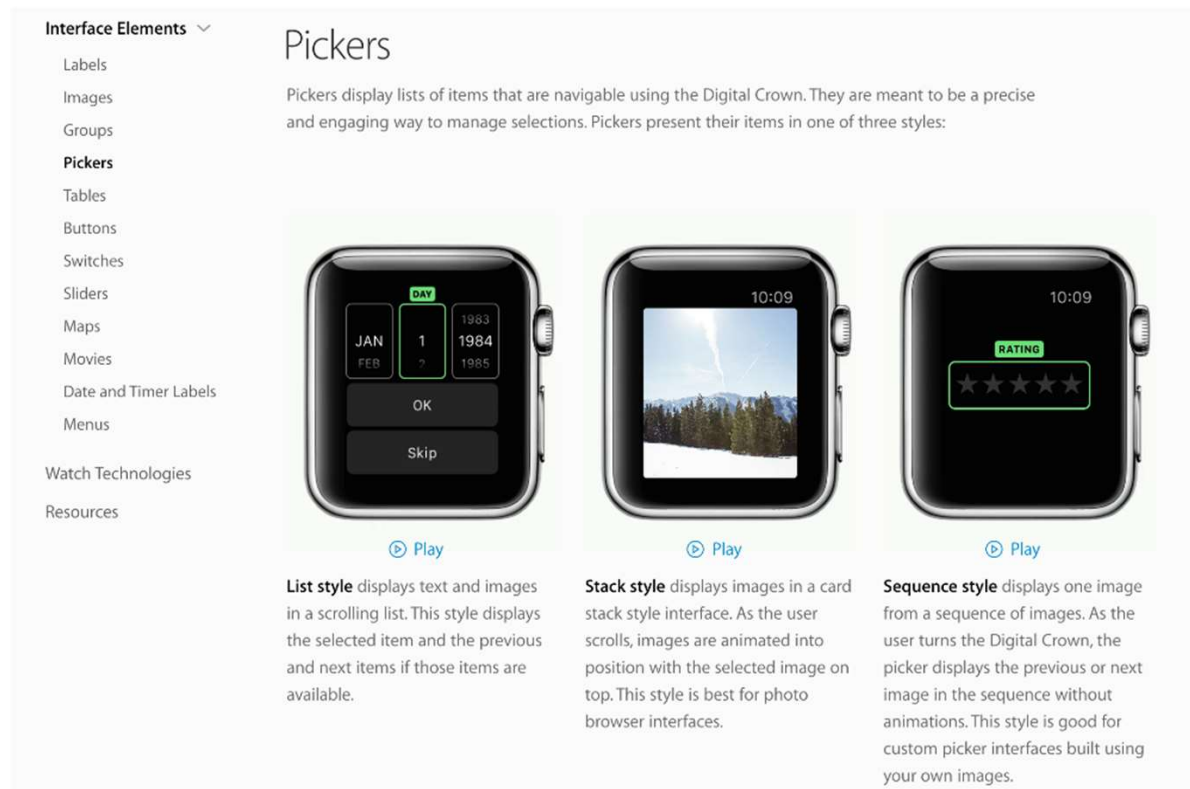 Interface Elements
Labels
Images
Groups
Pickers
Tables
Buttons
Switches
Sliders
Maps
Movies
Date and Timer Labels
Menus
Watch Technologies
Resources
Pickers
Pickers display lists of items that are navigable using the Digital Crown. They are meant to be a precise
and engaging way to manage selections. Pickers present their items in one of three styles:
DAY
1983
JAN 1 1984
FEB 2 1985
OK
Skip
Play
List style displays text and images
in a scrolling list. This style displays
the selected item and the previous
and next items if those items are
available.
10:09
Play
Stack style displays images in a card
stack style interface. As the user
scrolls, images are animated into
position with the selected image on
top. This style is best for photo
browser interfaces.
10:09
RATING
Play
Sequence style displays one image
from a sequence of images. As the
user turns the Digital Crown, the
picker displays the previous or next
image in the sequence without
animations. This style is good for
custom picker interfaces built using
your own images.